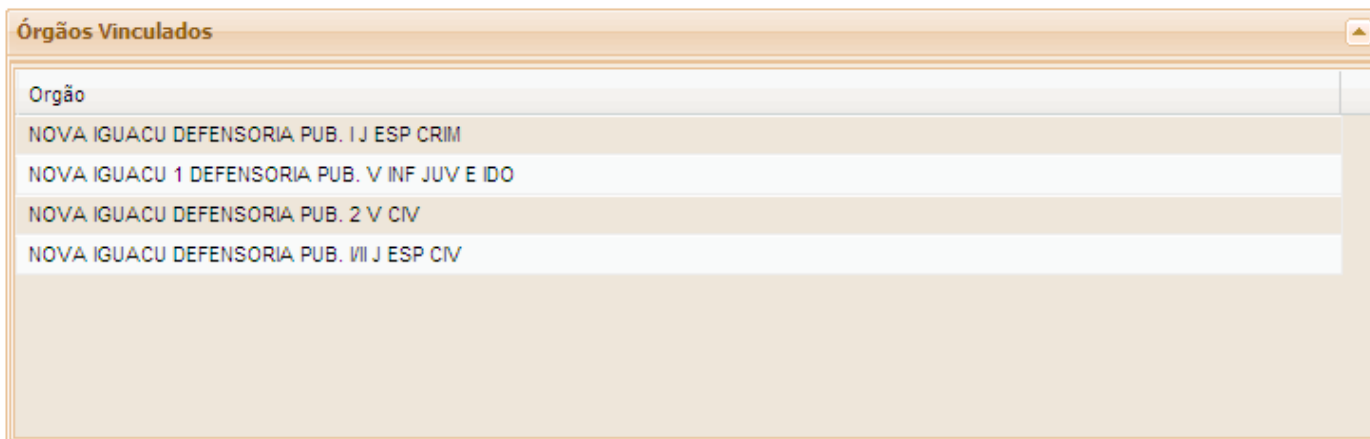 Órgãos Vinculados
Orgão
NOVA IGUACU DEFENSORIA PUB. I J ESP CRIM
NOVA IGUACU 1 DEFENSORIA PUB. V INF JUV E IDO
NOVA IGUACU DEFENSORIA PUB. 2 V CIV
NOVA IGUACU DEFENSORIA PUB. I/II J ESP CIV